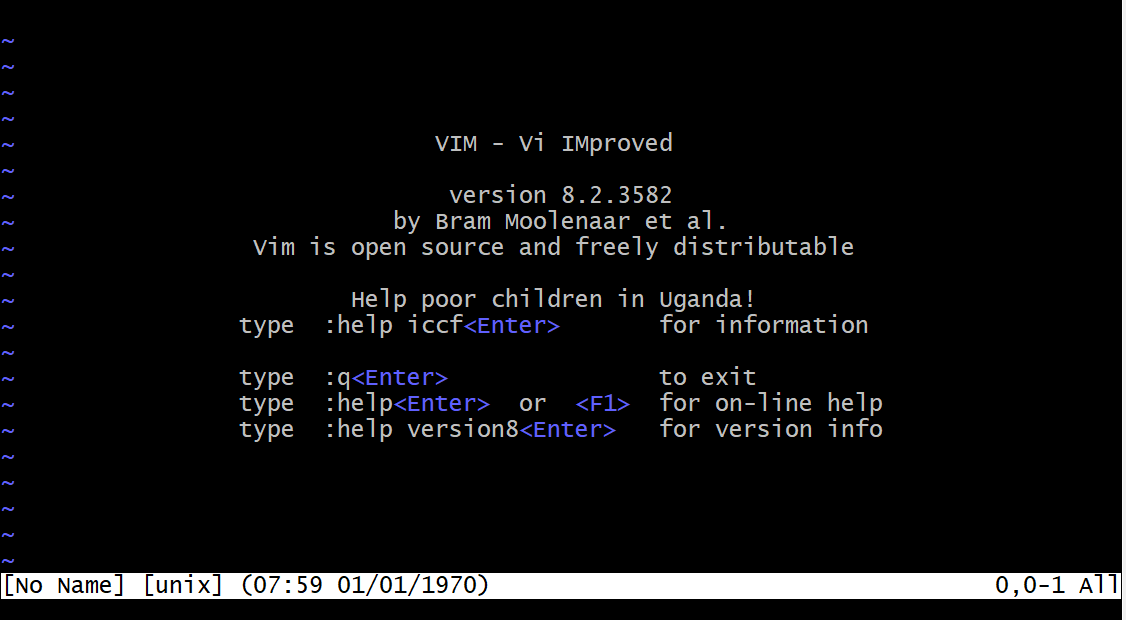 ~
~
~
~
~ VIM - Vi IMproved
~
~ version 8.2.3582
~ by Bram Moolenaar et al.
~ Vim is open source and freely distributable
~
~ Help poor children in Uganda!
~ type :help iccf<Enter> for information
~
~ type :q<Enter> to exit
~ type :help<Enter> or <F1> for on-line help
~ type :help version8<Enter> for version info
~
~
~
~
~
[No Name] [unix] (07:59 01/01/1970) 0,0-1 All